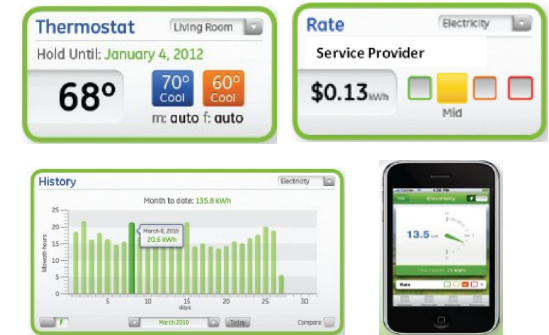 Thermostat
Living Room
Hold Until: January 4, 2012
68°
70°
Cool
60°
Cool
m: auto f: auto
Rate
Electricity
Service Provider
$0.13 kWh
Mid
History
Electricity
Month to date: 135.8 kWh
25
20
15
10
5
0
kilowatt-hours
March 8, 2010
20.6 kWh
5
10
15
20
25
30
days
March 2010
Today
Compare
Electricity
13.5
Rate